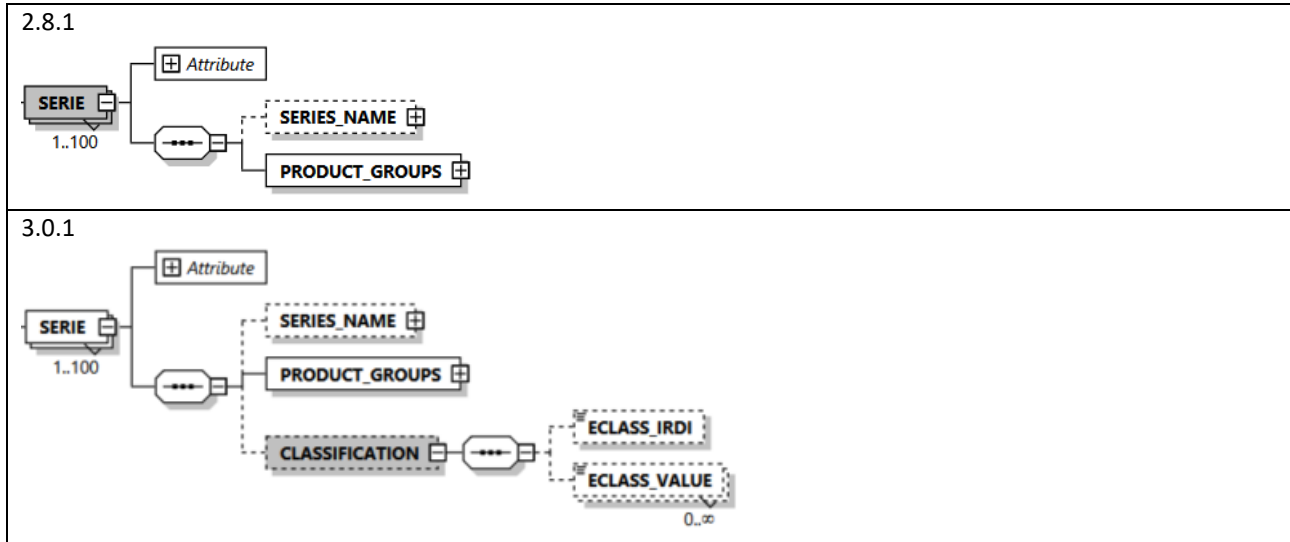 2.8.1
Attribute
SERIE
1..100
SERIES_NAME
PRODUCT_GROUPS
3.0.1
Attribute
SERIE
1..100
SERIES_NAME
PRODUCT_GROUPS
CLASSIFICATION
ECLASS_IRDI
ECLASS_VALUE
0..∞